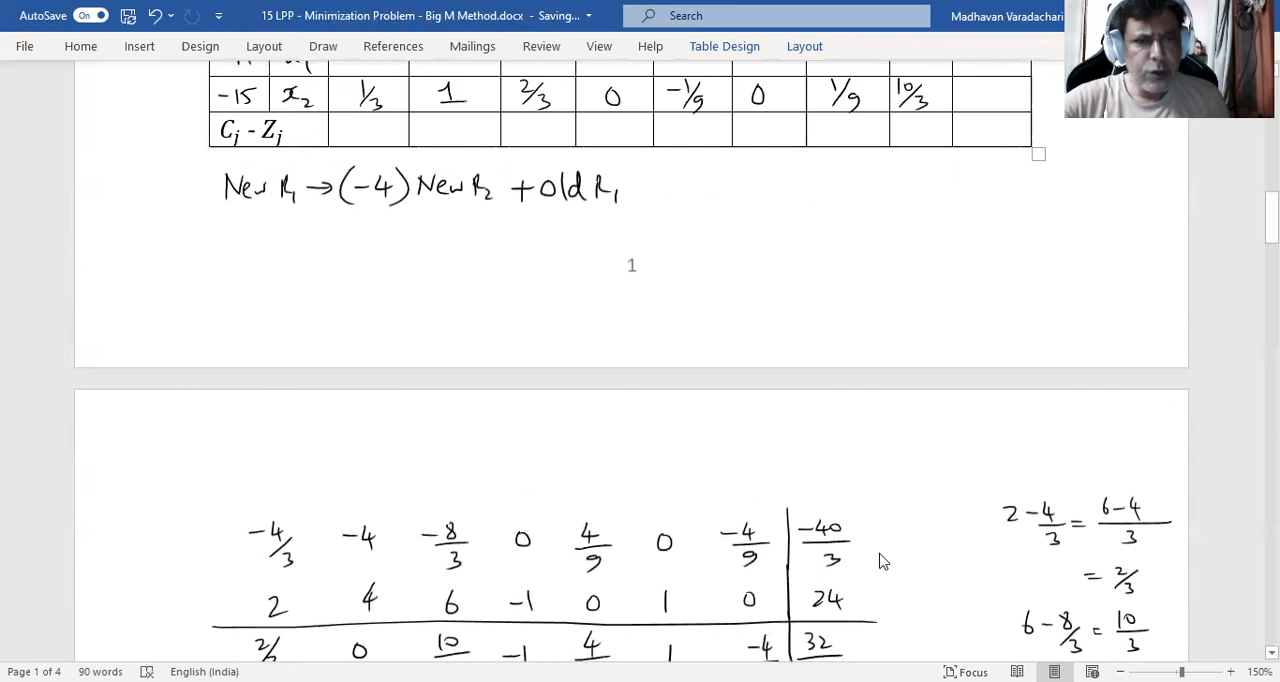 AutoSave On 15 LPP - Minimization Problem - Big M Method.docx - Saving... Search Madhavan Varadachari
File Home Insert Design Layout Draw References Mailings Review View Help Table Design Layout
-15 x₂ 1/3 1 2/3 0 -1/9 0 1/9 10/3
Cj - Zj
New R₁ → (-4) New R₂ + Old R₁
1
-4/3 -4 -8/3 0 4/9 0 -4/9 -40/3
2 4 6 -1 0 1 0 24
2/3 0 10 -1 4 1 -4 32
2 - 4/3 = 6-4/3
= 2/3
6 - 8/3 = 10/3
Page 1 of 4 90 words English (India) Focus 150%